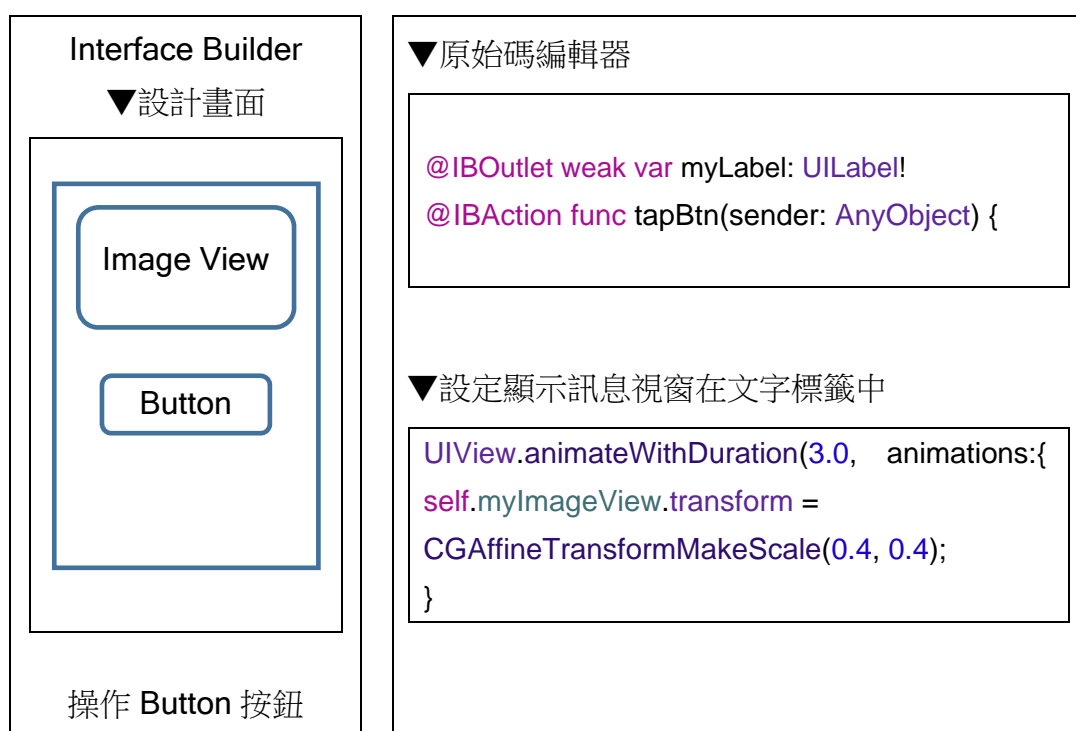 Interface Builder
▼設計畫面
Image View
Button
操作 Button 按鈕
▼原始碼編輯器
@IBOutlet weak var myLabel: UILabel!
@IBAction func tapBtn(sender: AnyObject) {
▼設定顯示訊息視窗在文字標籤中
UIView.animateWithDuration(3.0, animations:{
self.myImageView.transform =
CGAffineTransformMakeScale(0.4, 0.4);
}